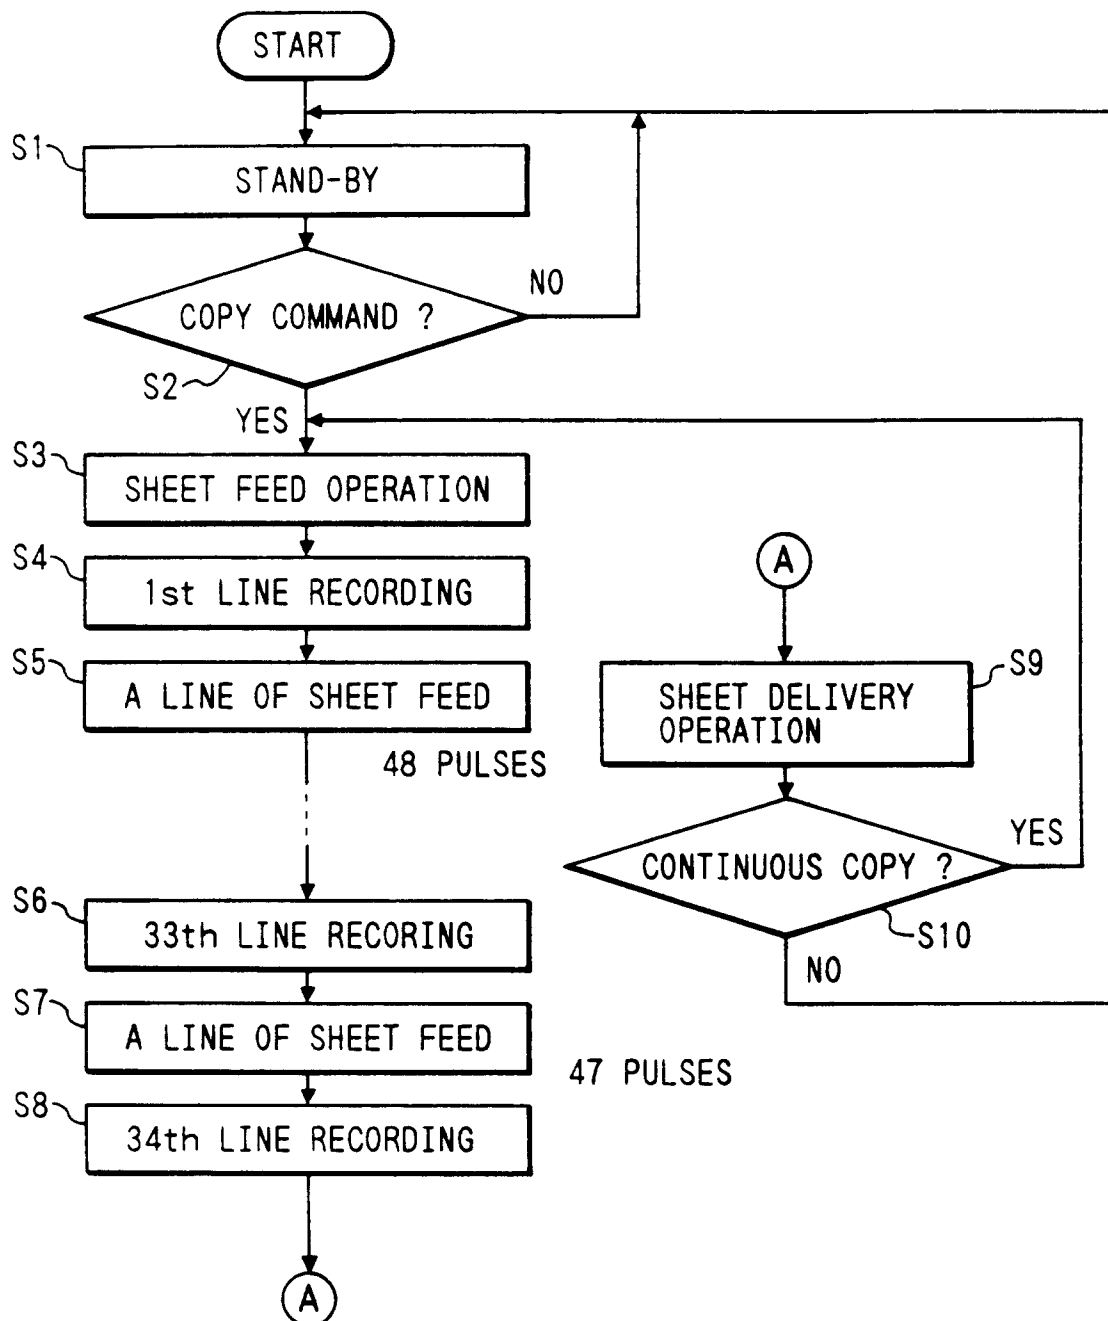 START
S1
STAND-BY
COPY COMMAND ?
NO
S2
YES
S3
SHEET FEED OPERATION
S4
1st LINE RECORDING
S5
A LINE OF SHEET FEED
48 PULSES
S6
33th LINE RECORING
S7
A LINE OF SHEET FEED
47 PULSES
S8
34th LINE RECORDING
A
A
S9
SHEET DELIVERY
OPERATION
CONTINUOUS COPY ?
YES
S10
NO